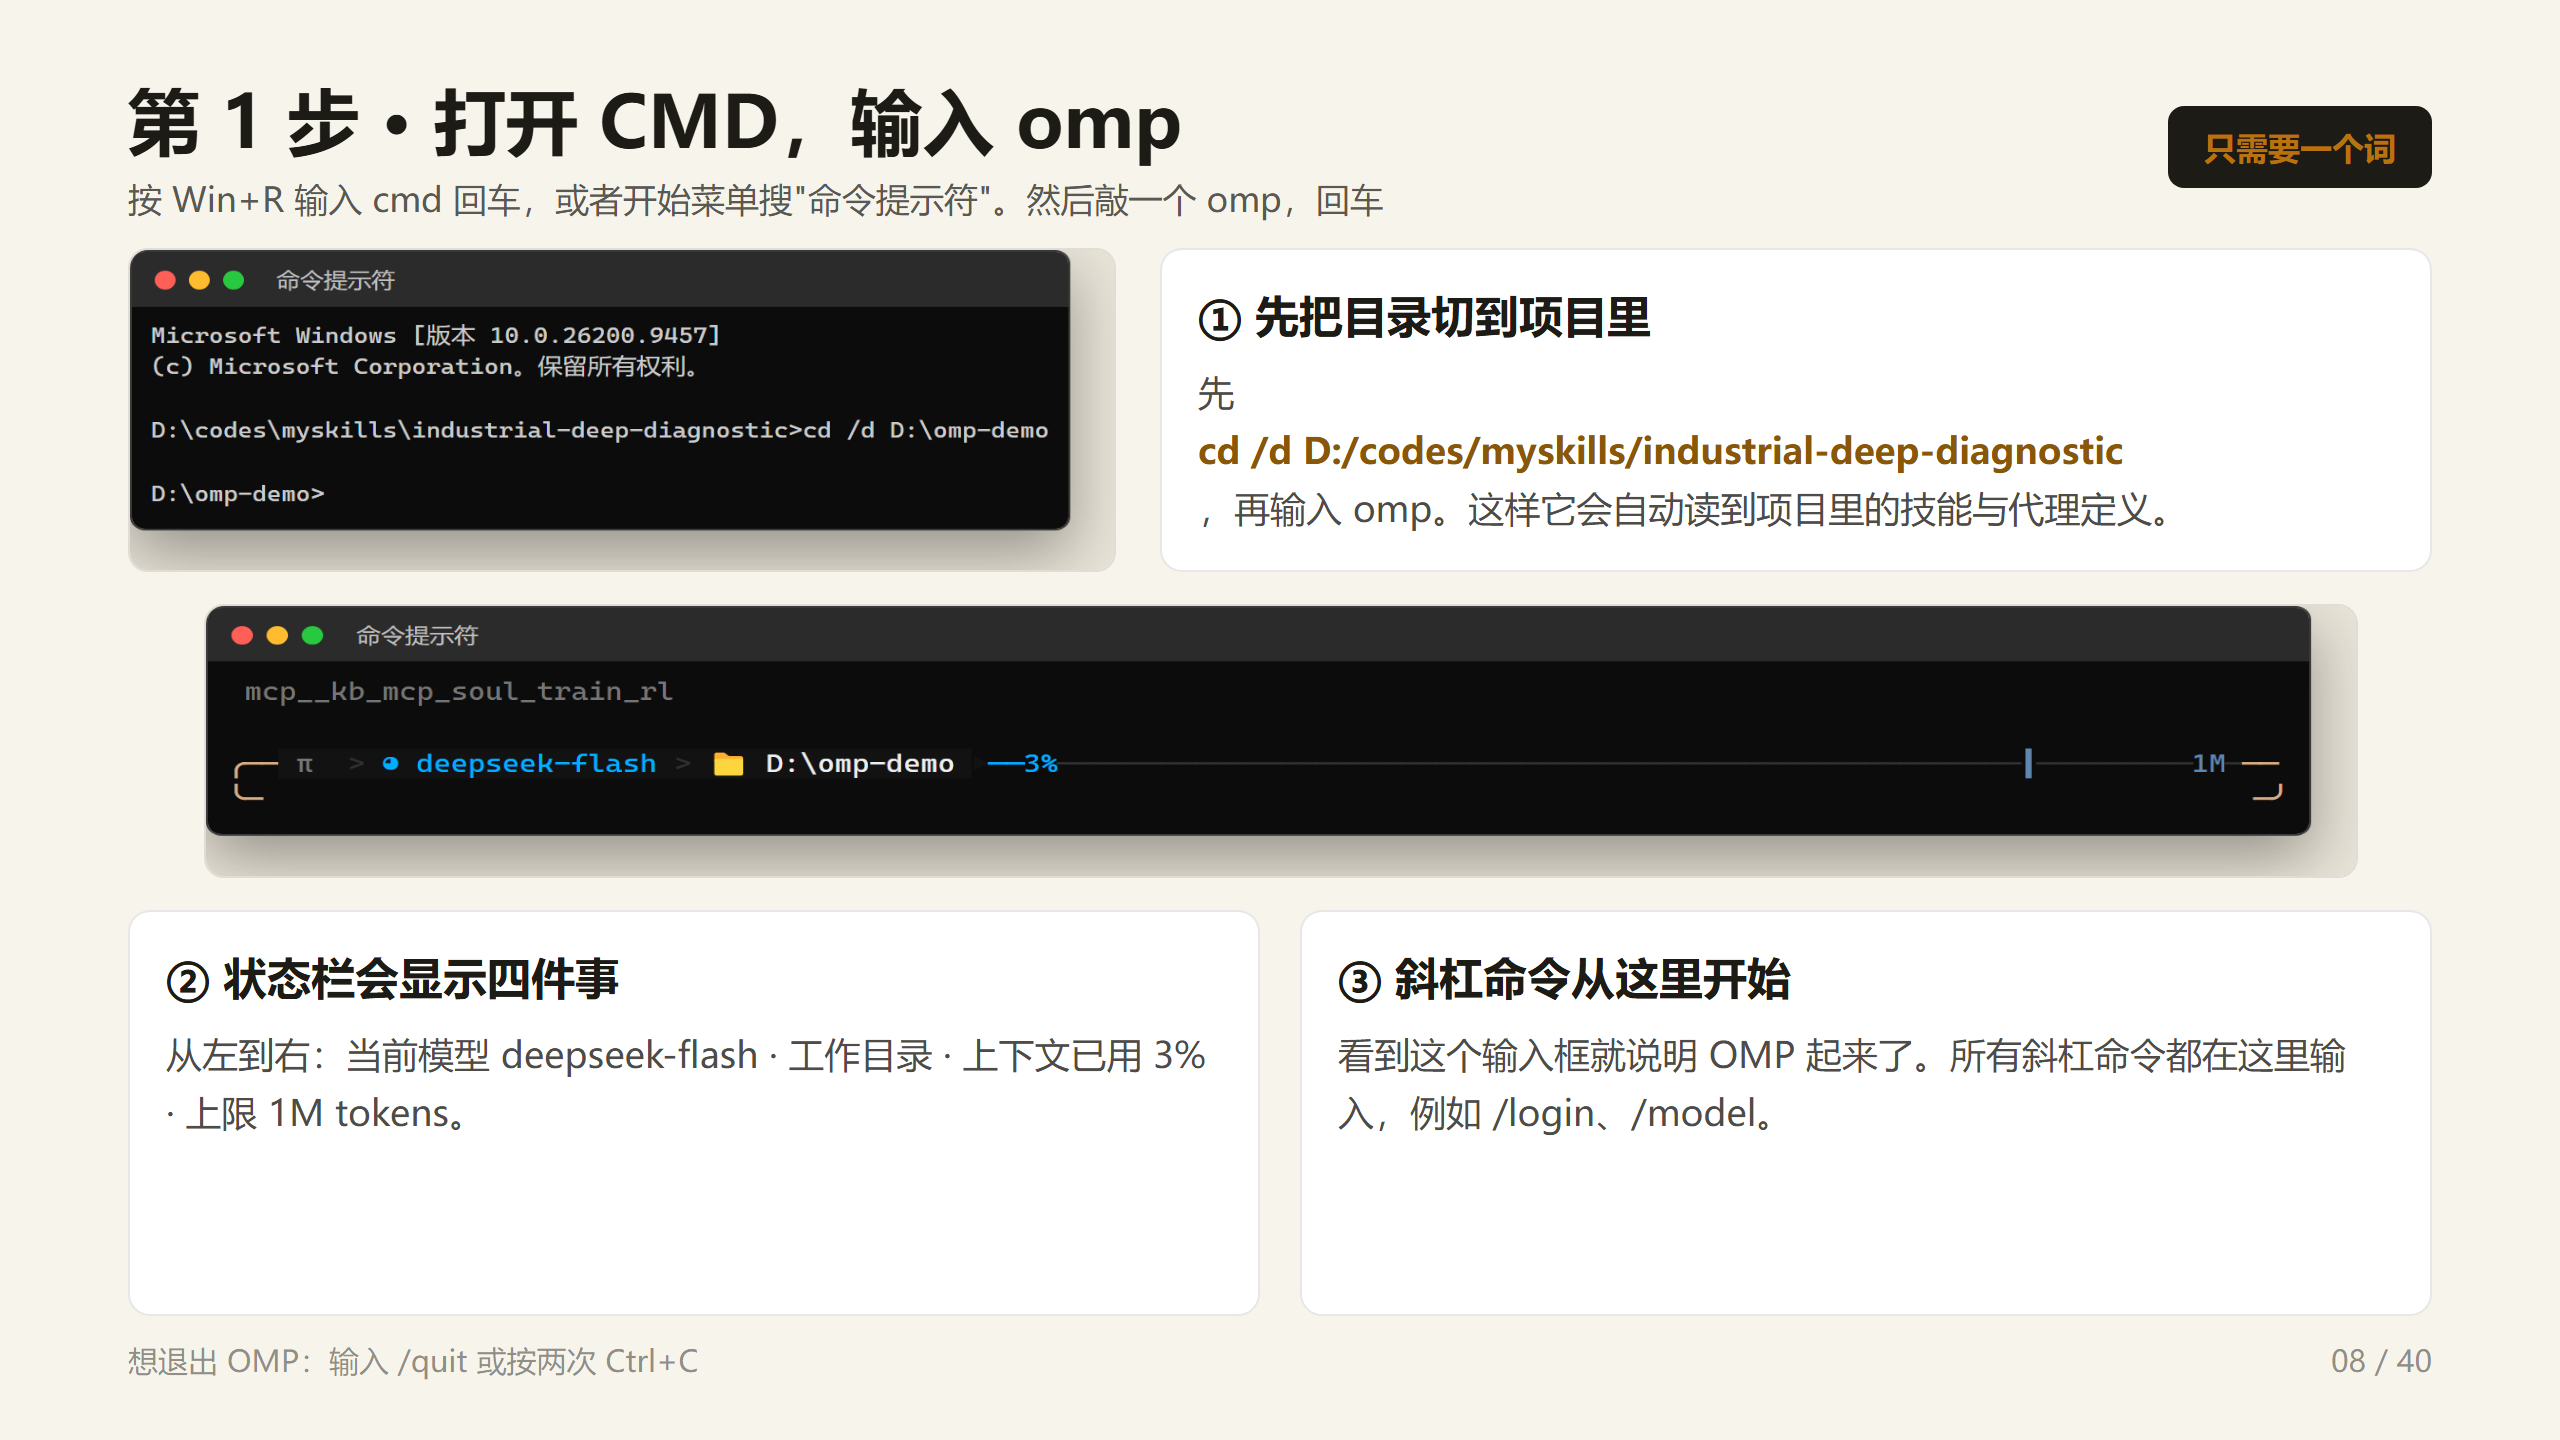 第 1 步 · 打开 CMD，输入 omp
只需要一个词
按 Win+R 输入 cmd 回车，或者开始菜单搜"命令提示符"。然后敲一个 omp，回车
命令提示符
Microsoft Windows [版本 10.0.26200.9457]
(c) Microsoft Corporation。保留所有权利。
D:\codes\myskills\industrial-deep-diagnostic>cd /d D:\omp-demo
D:\omp-demo>
① 先把目录切到项目里
先
cd /d D:/codes/myskills/industrial-deep-diagnostic
，再输入 omp。这样它会自动读到项目里的技能与代理定义。
命令提示符
mcp__kb_mcp_soul_train_rl
π > deepseek-flash > D:\omp-demo 3% 1M
② 状态栏会显示四件事
从左到右：当前模型 deepseek-flash · 工作目录 · 上下文已用 3%
· 上限 1M tokens。
③ 斜杠命令从这里开始
看到这个输入框就说明 OMP 起来了。所有斜杠命令都在这里输
入，例如 /login、/model。
想退出 OMP：输入 /quit 或按两次 Ctrl+C
08 / 40